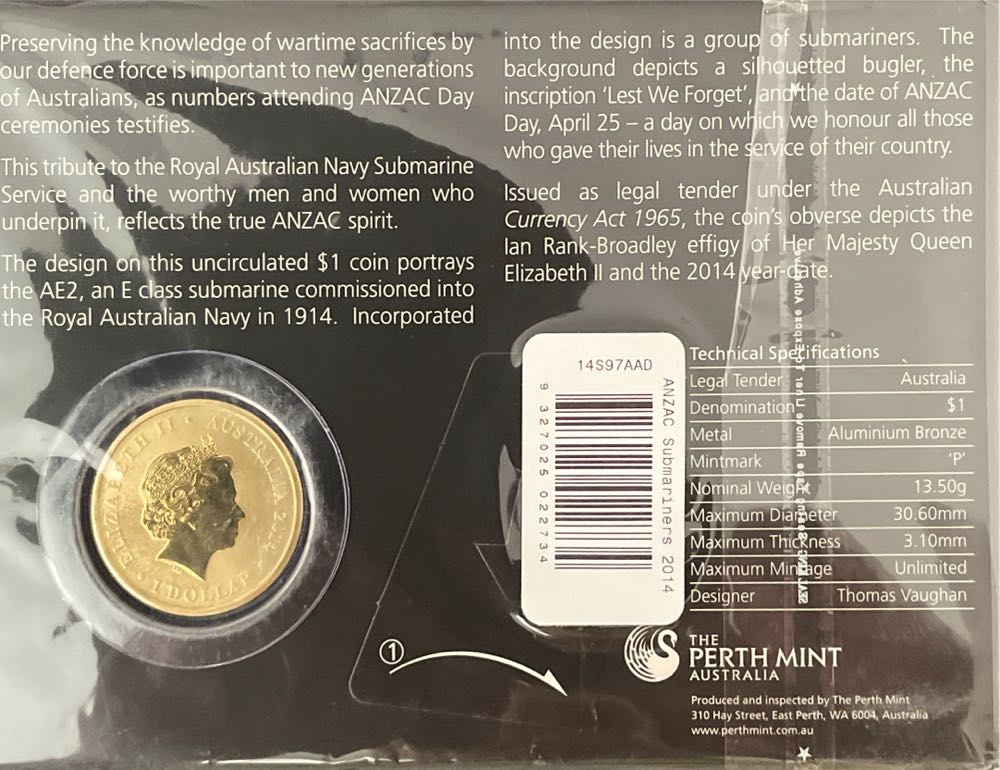 Preserving the knowledge of wartime sacrifices by
our defence force is important to new generations
of Australians, as numbers attending ANZAC Day
ceremonies testifies.
This tribute to the Royal Australian Navy Submarine
Service and the worthy men and women who
underpin it, reflects the true ANZAC spirit.
The design on this uncirculated $1 coin portrays
the AE2, an E class submarine commissioned into
the Royal Australian Navy in 1914. Incorporated
into the design is a group of submariners. The
background depicts a silhouetted bugler, the
inscription 'Lest We Forget', and the date of ANZAC
Day, April 25 – a day on which we honour all those
who gave their lives in the service of their country.
Issued as legal tender under the Australian
Currency Act 1965, the coin's obverse depicts the
Ian Rank-Broadley effigy of Her Majesty Queen
Elizabeth II and the 2014 year-date.
ELIZABETH II • AUSTRALIA 2014
1 DOLLAR
14S97AAD
9 327025 022734
ANZAC Submariners 2014
Technical Specifications
Legal Tender Australia
Denomination $1
Metal Aluminium Bronze
Mintmark 'P'
Nominal Weight 13.50g
Maximum Diameter 30.60mm
Maximum Thickness 3.10mm
Maximum Mintage Unlimited
Designer Thomas Vaughan
1
THE
PERTH MINT
AUSTRALIA
Produced and inspected by The Perth Mint
310 Hay Street, East Perth, WA 6004, Australia
www.perthmint.com.au